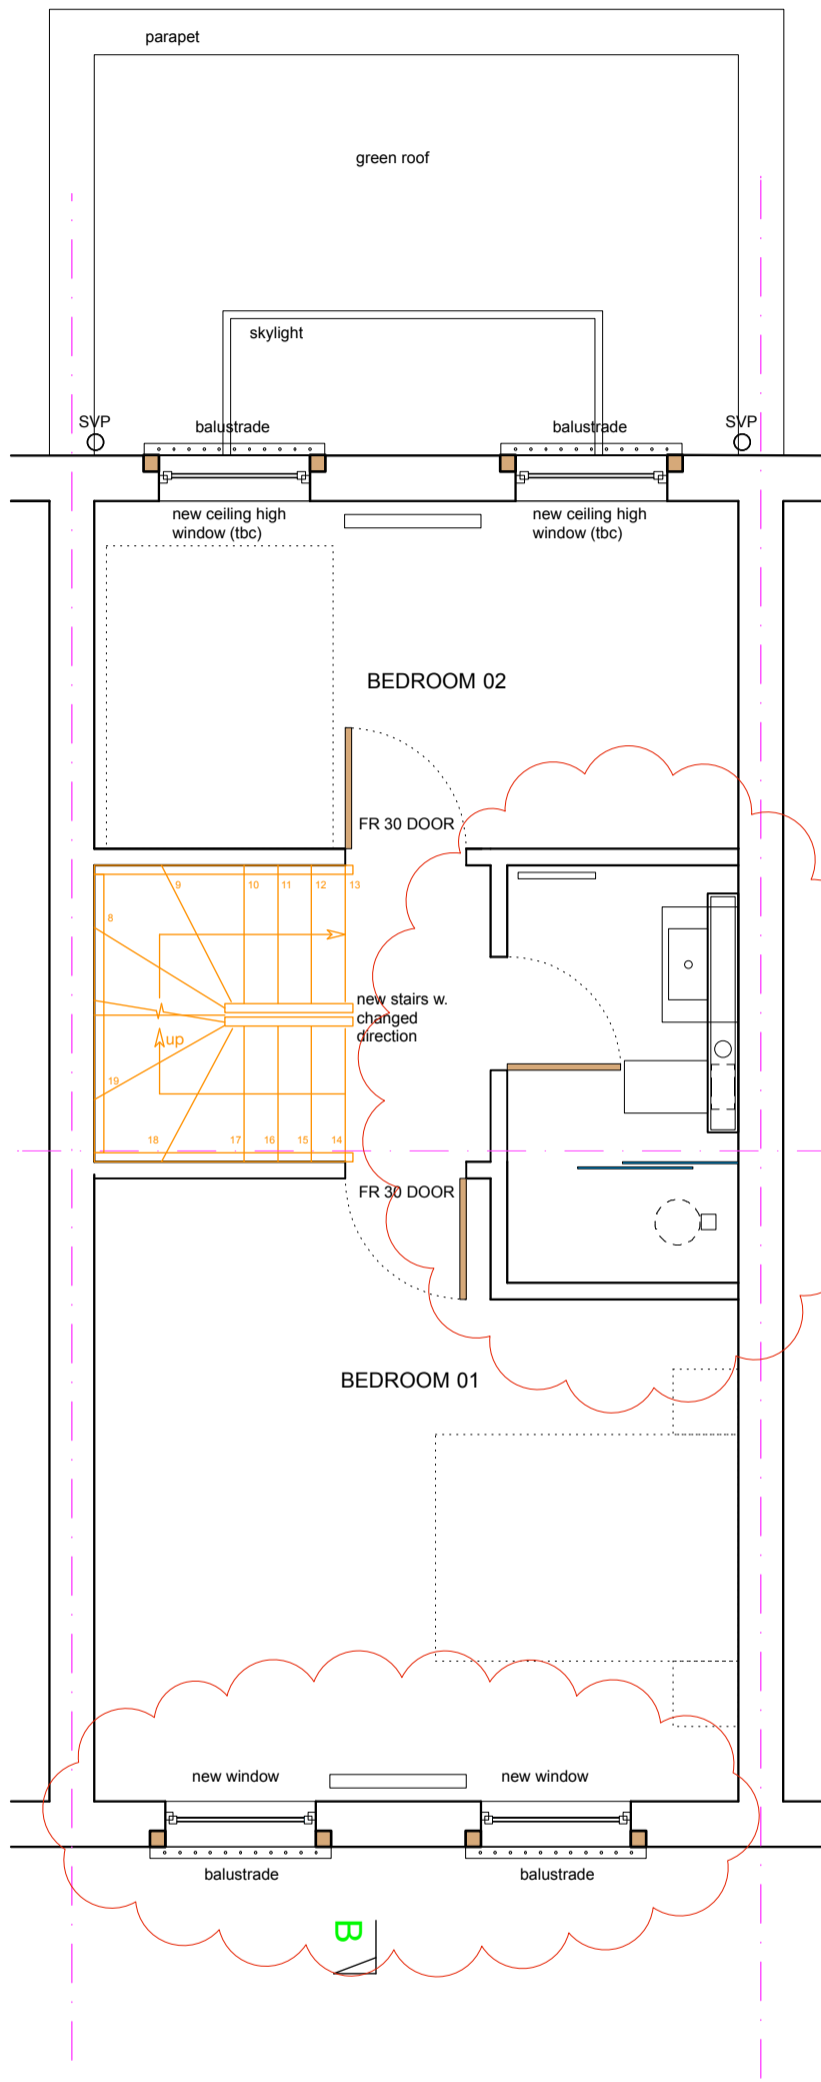 parapet
green roof
skylight
SVP
balustrade
balustrade
SVP
new ceiling high
window (tbc)
new ceiling high
window (tbc)
BEDROOM 02
FR 30 DOOR
9
10
11
12
13
8
new stairs w.
changed
direction
up
19
18
17
16
15
14
FR 30 DOOR
BEDROOM 01
new window
new window
balustrade
balustrade
B